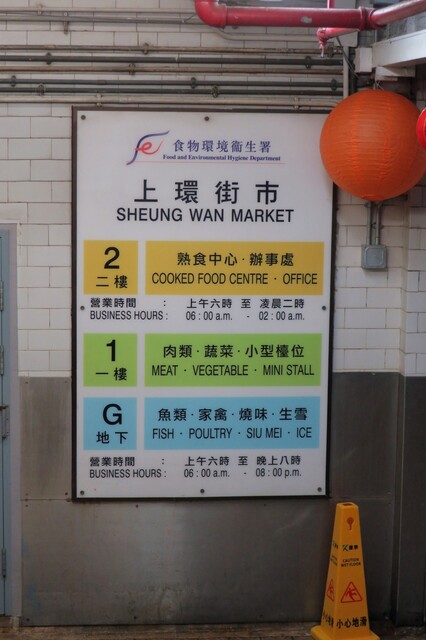 食物環境衞生署
Food and Environmental Hygiene Department
上環街市
SHEUNG WAN MARKET
2
二樓
熟食中心·辦事處
COOKED FOOD CENTRE · OFFICE
營業時間 : 上午六時 至 凌晨二時
BUSINESS HOURS : 06 : 00 a.m. - 02 : 00 a.m.
1
一樓
肉類·蔬菜·小型檯位
MEAT · VEGETABLE · MINI STALL
G
地下
魚類·家禽·燒味·生雪
FISH · POULTRY · SIU MEI · ICE
營業時間 : 上午六時 至 晚上八時
BUSINESS HOURS : 06 : 00 a.m. - 08 : 00 p.m.
小心地滑